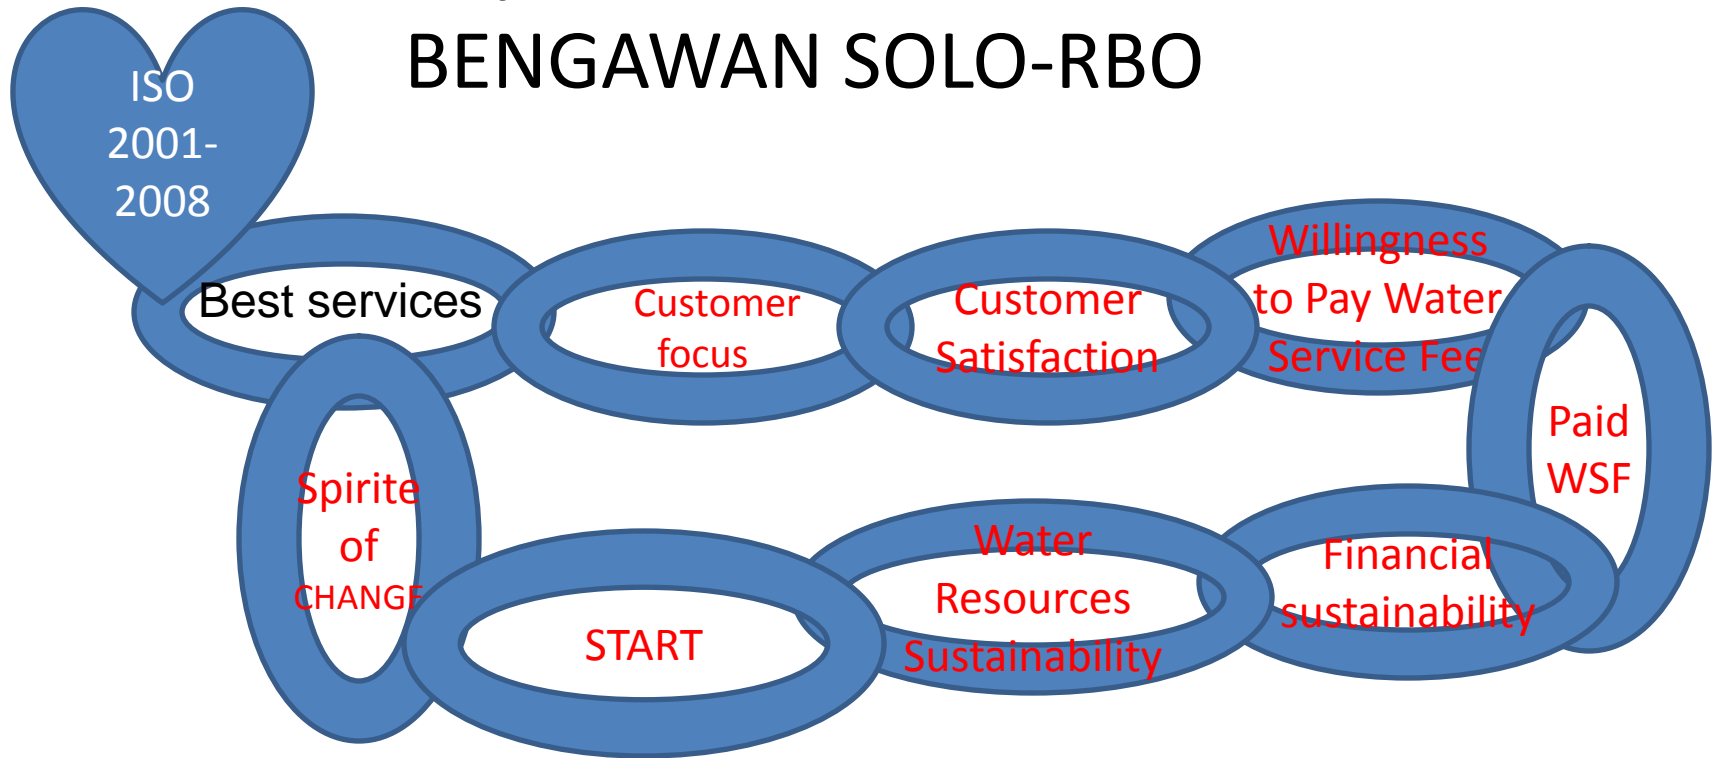 BENGAWAN SOLO-RBO
ISO
2001-
2008
Best services
Customer
focus
Customer
Satisfaction
Willingness
to Pay Water
Service Fee
Paid
WSF
Spirite
of
CHANGE
START
Water
Resources
Sustainability
Financial
sustainability